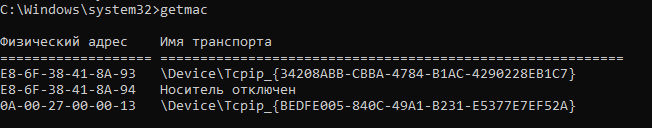 C:\Windows\system32>getmac
Физический адрес    Имя транспорта
=================== ==========================================================
E8-6F-38-41-8A-93   \Device\Tcpip_{34208ABB-CBBA-4784-B1AC-4290228EB1C7}
E8-6F-38-41-8A-94   Носитель отключен
0A-00-27-00-00-13   \Device\Tcpip_{BEDFE005-840C-49A1-B231-E5377E7EF52A}